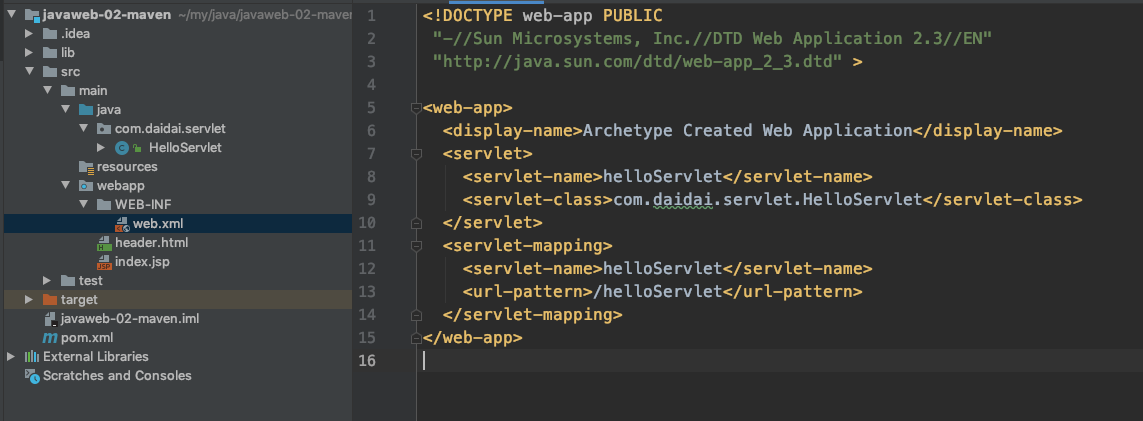 javaweb-02-maven ~/my/java/javaweb-02-maven
.idea
lib
src
main
java
com.daidai.servlet
C HelloServlet
resources
webapp
WEB-INF
web.xml
H header.html
JSP index.jsp
test
target
javaweb-02-maven.iml
m pom.xml
External Libraries
Scratches and Consoles
1 <!DOCTYPE web-app PUBLIC
2 "-//Sun Microsystems, Inc.//DTD Web Application 2.3//EN"
3 "http://java.sun.com/dtd/web-app_2_3.dtd" >
4
5 <web-app>
6 <display-name>Archetype Created Web Application</display-name>
7 <servlet>
8 <servlet-name>helloServlet</servlet-name>
9 <servlet-class>com.daidai.servlet.HelloServlet</servlet-class>
10 </servlet>
11 <servlet-mapping>
12 <servlet-name>helloServlet</servlet-name>
13 <url-pattern>/helloServlet</url-pattern>
14 </servlet-mapping>
15 </web-app>
16